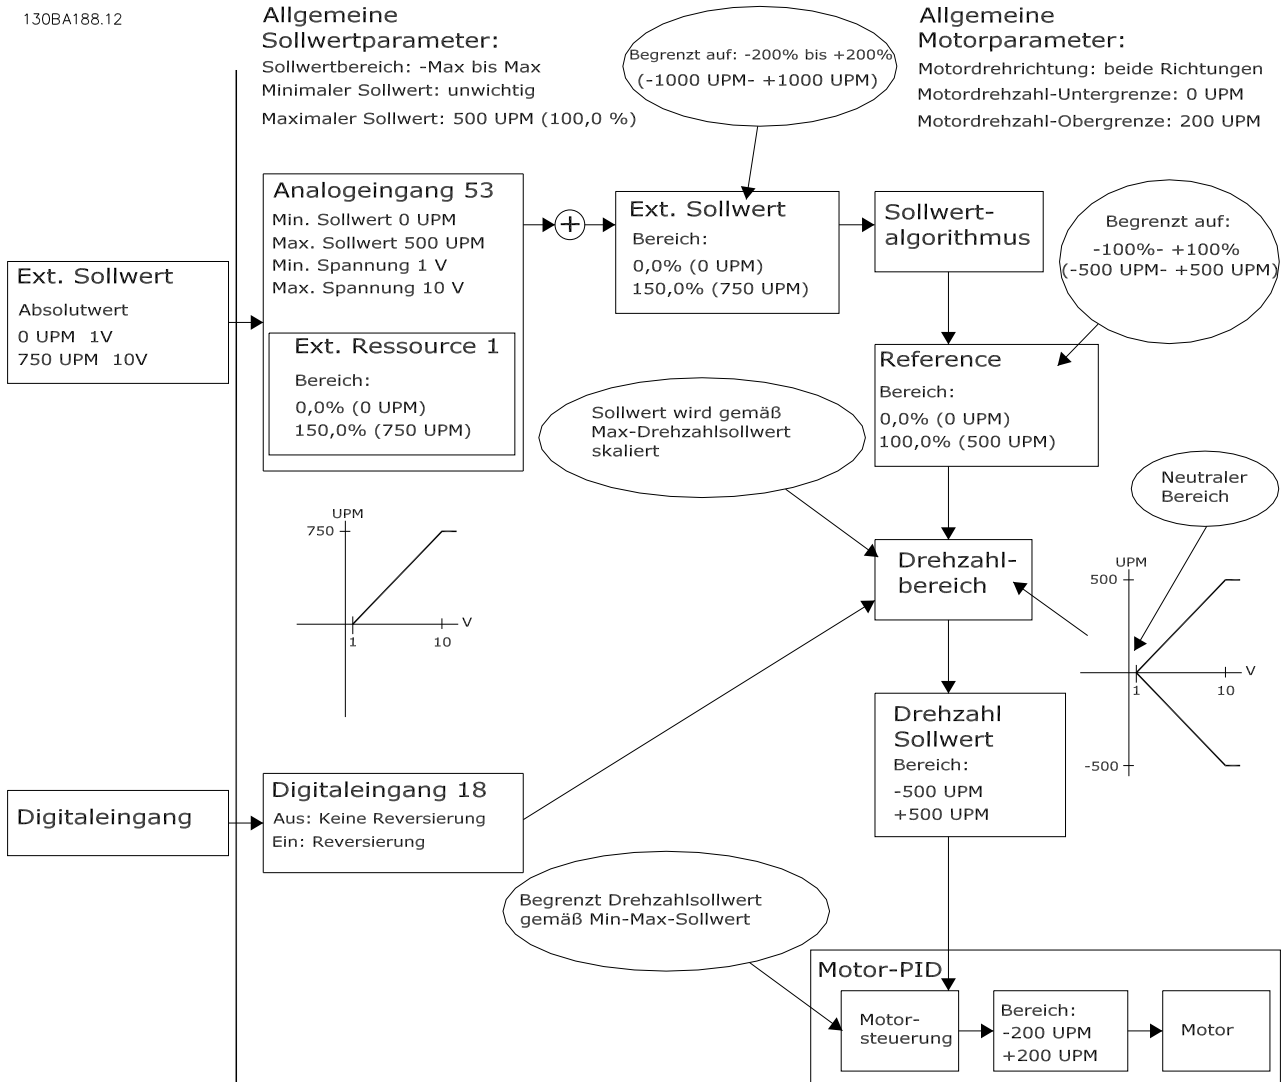 130BA188.12
Allgemeine
Sollwertparameter:
Sollwertbereich: -Max bis Max
Minimaler Sollwert: unwichtig
Maximaler Sollwert: 500 UPM (100,0 %)
Begrenzt auf: -200% bis +200%
(-1000 UPM- +1000 UPM)
Allgemeine
Motorparameter:
Motordrehrichtung: beide Richtungen
Motordrehzahl-Untergrenze: 0 UPM
Motordrehzahl-Obergrenze: 200 UPM
Ext. Sollwert
Absolutwert
0 UPM 1V
750 UPM 10V
Analogeingang 53
Min. Sollwert 0 UPM
Max. Sollwert 500 UPM
Min. Spannung 1 V
Max. Spannung 10 V
Ext. Ressource 1
Bereich:
0,0% (0 UPM)
150,0% (750 UPM)
+
Ext. Sollwert
Bereich:
0,0% (0 UPM)
150,0% (750 UPM)
Sollwert-
algorithmus
Begrenzt auf:
-100%- +100%
(-500 UPM- +500 UPM)
Reference
Bereich:
0,0% (0 UPM)
100,0% (500 UPM)
Sollwert wird gemäß
Max-Drehzahlsollwert
skaliert
Neutraler
Bereich
UPM
750
V
1
10
Drehzahl-
bereich
UPM
500
V
1
10
-500
Drehzahl
Sollwert
Bereich:
-500 UPM
+500 UPM
Digitaleingang
Digitaleingang 18
Aus: Keine Reversierung
Ein: Reversierung
Begrenzt Drehzahlsollwert
gemäß Min-Max-Sollwert
Motor-PID
Motor-
steuerung
Bereich:
-200 UPM
+200 UPM
Motor